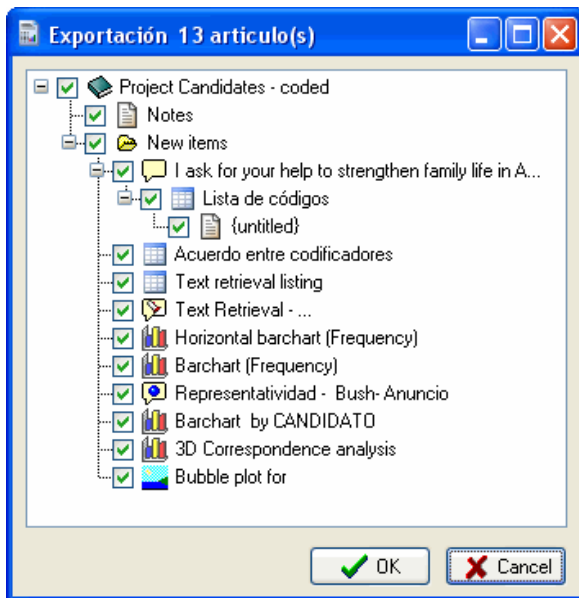 Exportación 13 articulo(s)
Project Candidates - coded
Notes
New items
I ask for your help to strengthen family life in A...
Lista de códigos
{untitled}
Acuerdo entre codificadores
Text retrieval listing
Text Retrieval - ...
Horizontal barchart (Frequency)
Barchart (Frequency)
Representatividad - Bush- Anuncio
Barchart by CANDIDATO
3D Correspondence analysis
Bubble plot for
OK Cancel